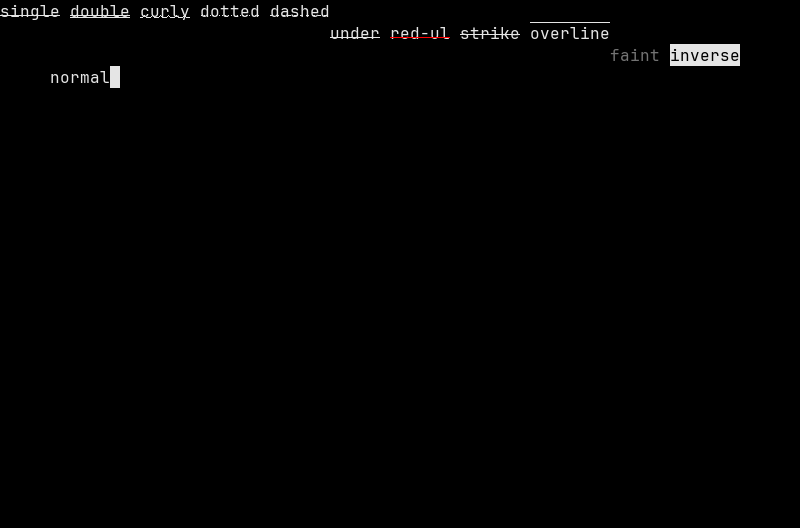 single double curly dotted dashed
under red-ul strike overline
faint inverse
normal